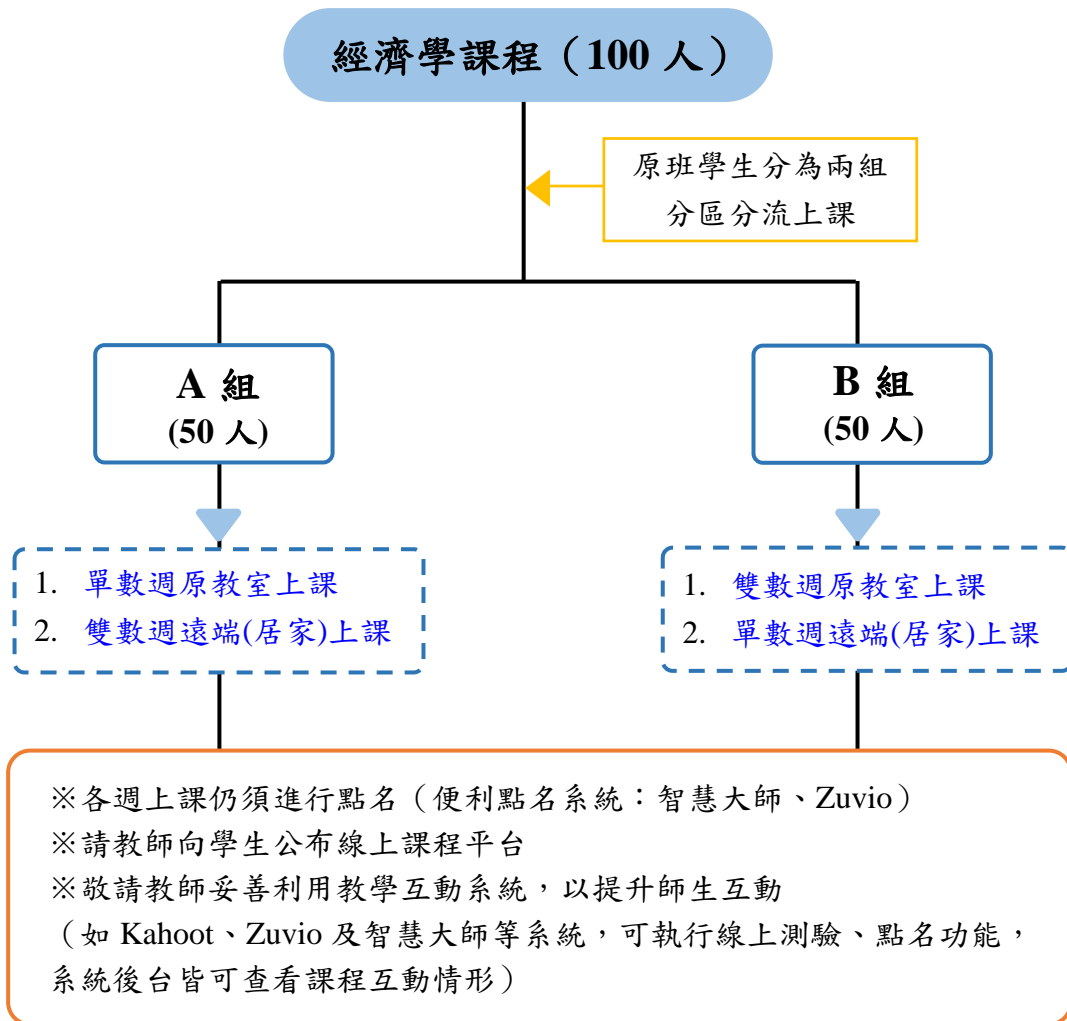 經濟學課程（100 人）
原班學生分為兩組
分區分流上課
A 組
(50 人)
B 組
(50 人)
1. 單數週原教室上課
2. 雙數週遠端(居家)上課
1. 雙數週原教室上課
2. 單數週遠端(居家)上課
※各週上課仍須進行點名（便利點名系統：智慧大師、Zuvio）
※請教師向學生公布線上課程平台
※敬請教師妥善利用教學互動系統，以提升師生互動
（如 Kahoot、Zuvio 及智慧大師等系統，可執行線上測驗、點名功能，
系統後台皆可查看課程互動情形）